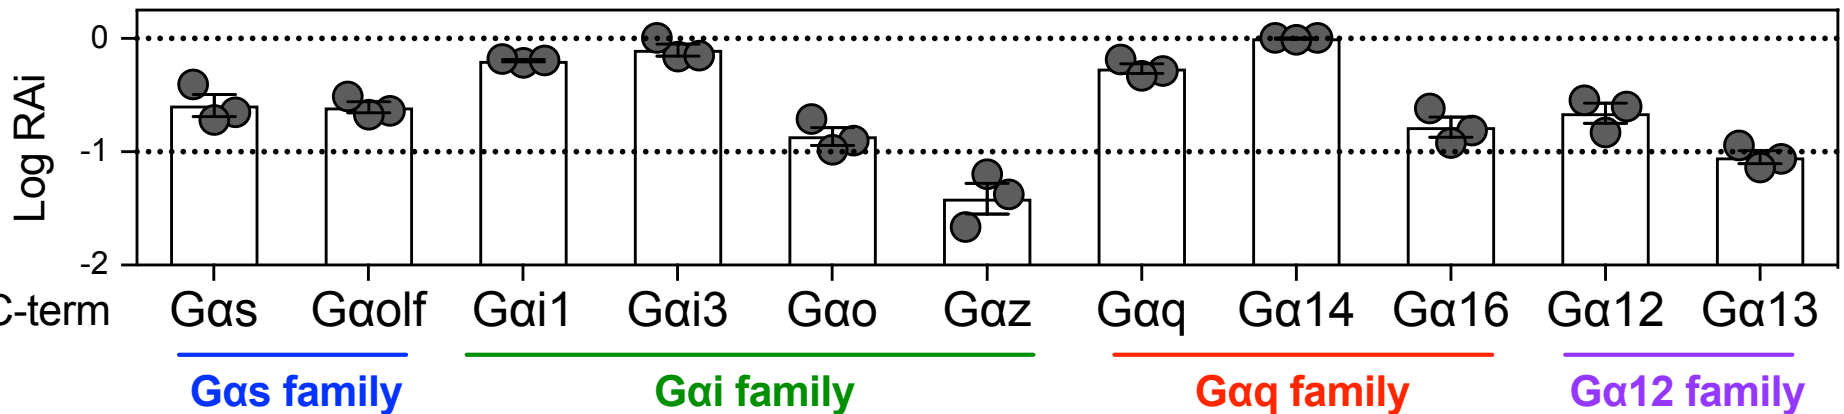 0
Log RAi
-1
-2
C-term Gαs Gαolf Gαi1 Gαi3 Gαo Gαz Gαq Gα14 Gα16 Gα12 Gα13
Gαs family Gαi family Gαq family Gα12 family